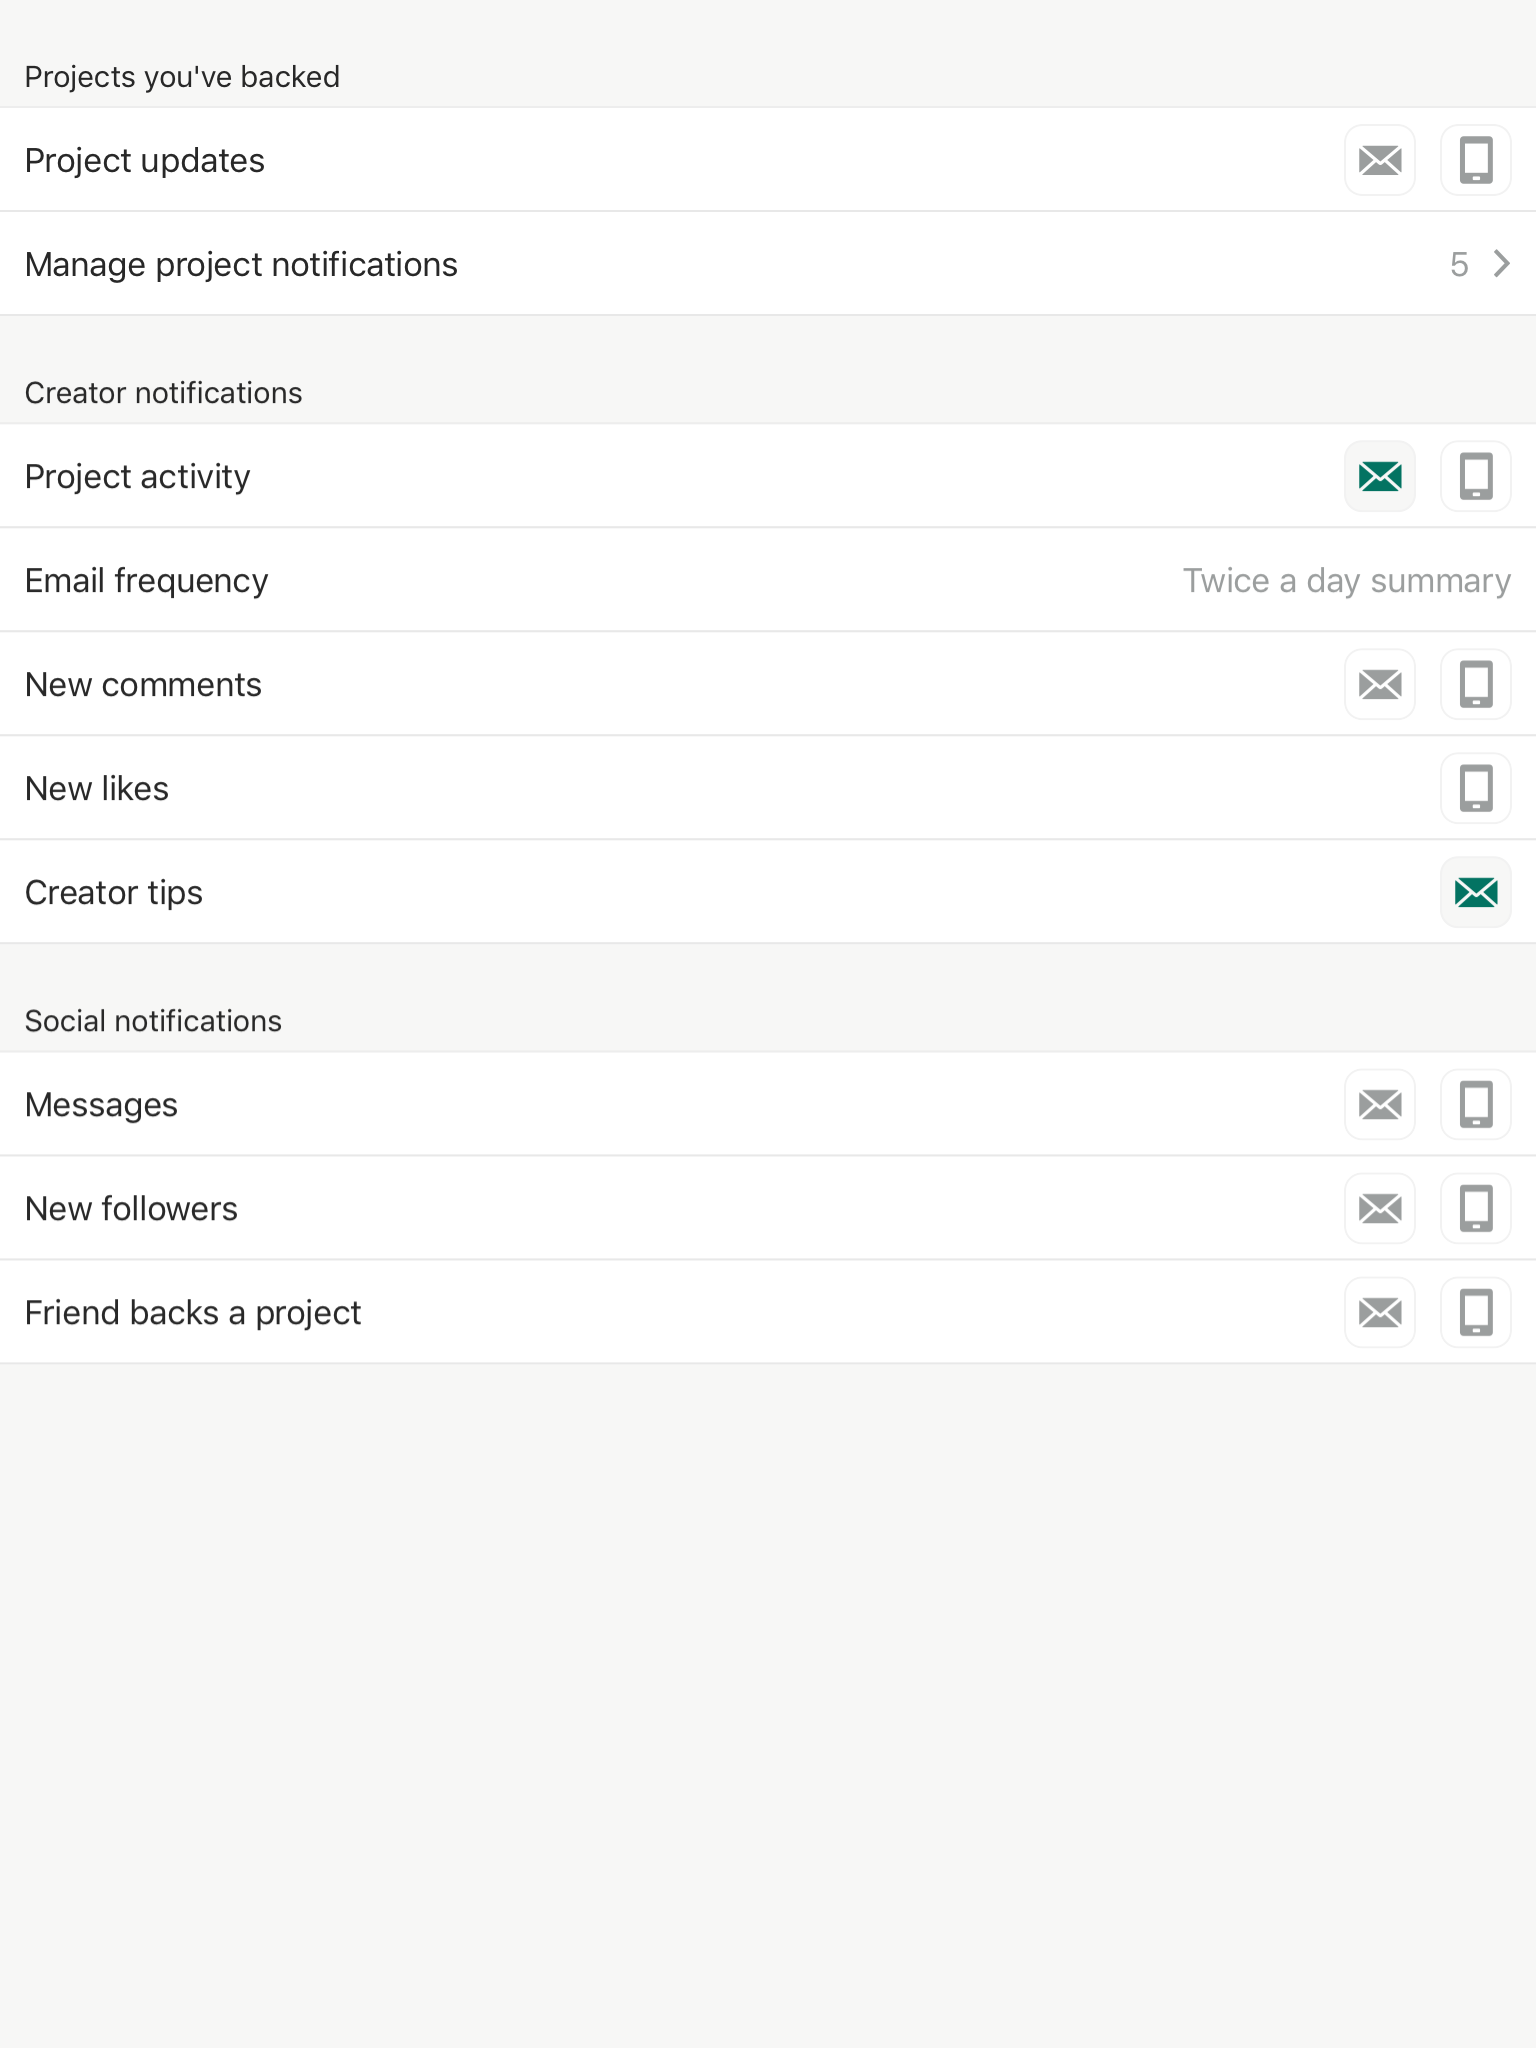 Projects you've backed
Project updates
Manage project notifications 5
Creator notifications
Project activity
Email frequency Twice a day summary
New comments
New likes
Creator tips
Social notifications
Messages
New followers
Friend backs a project